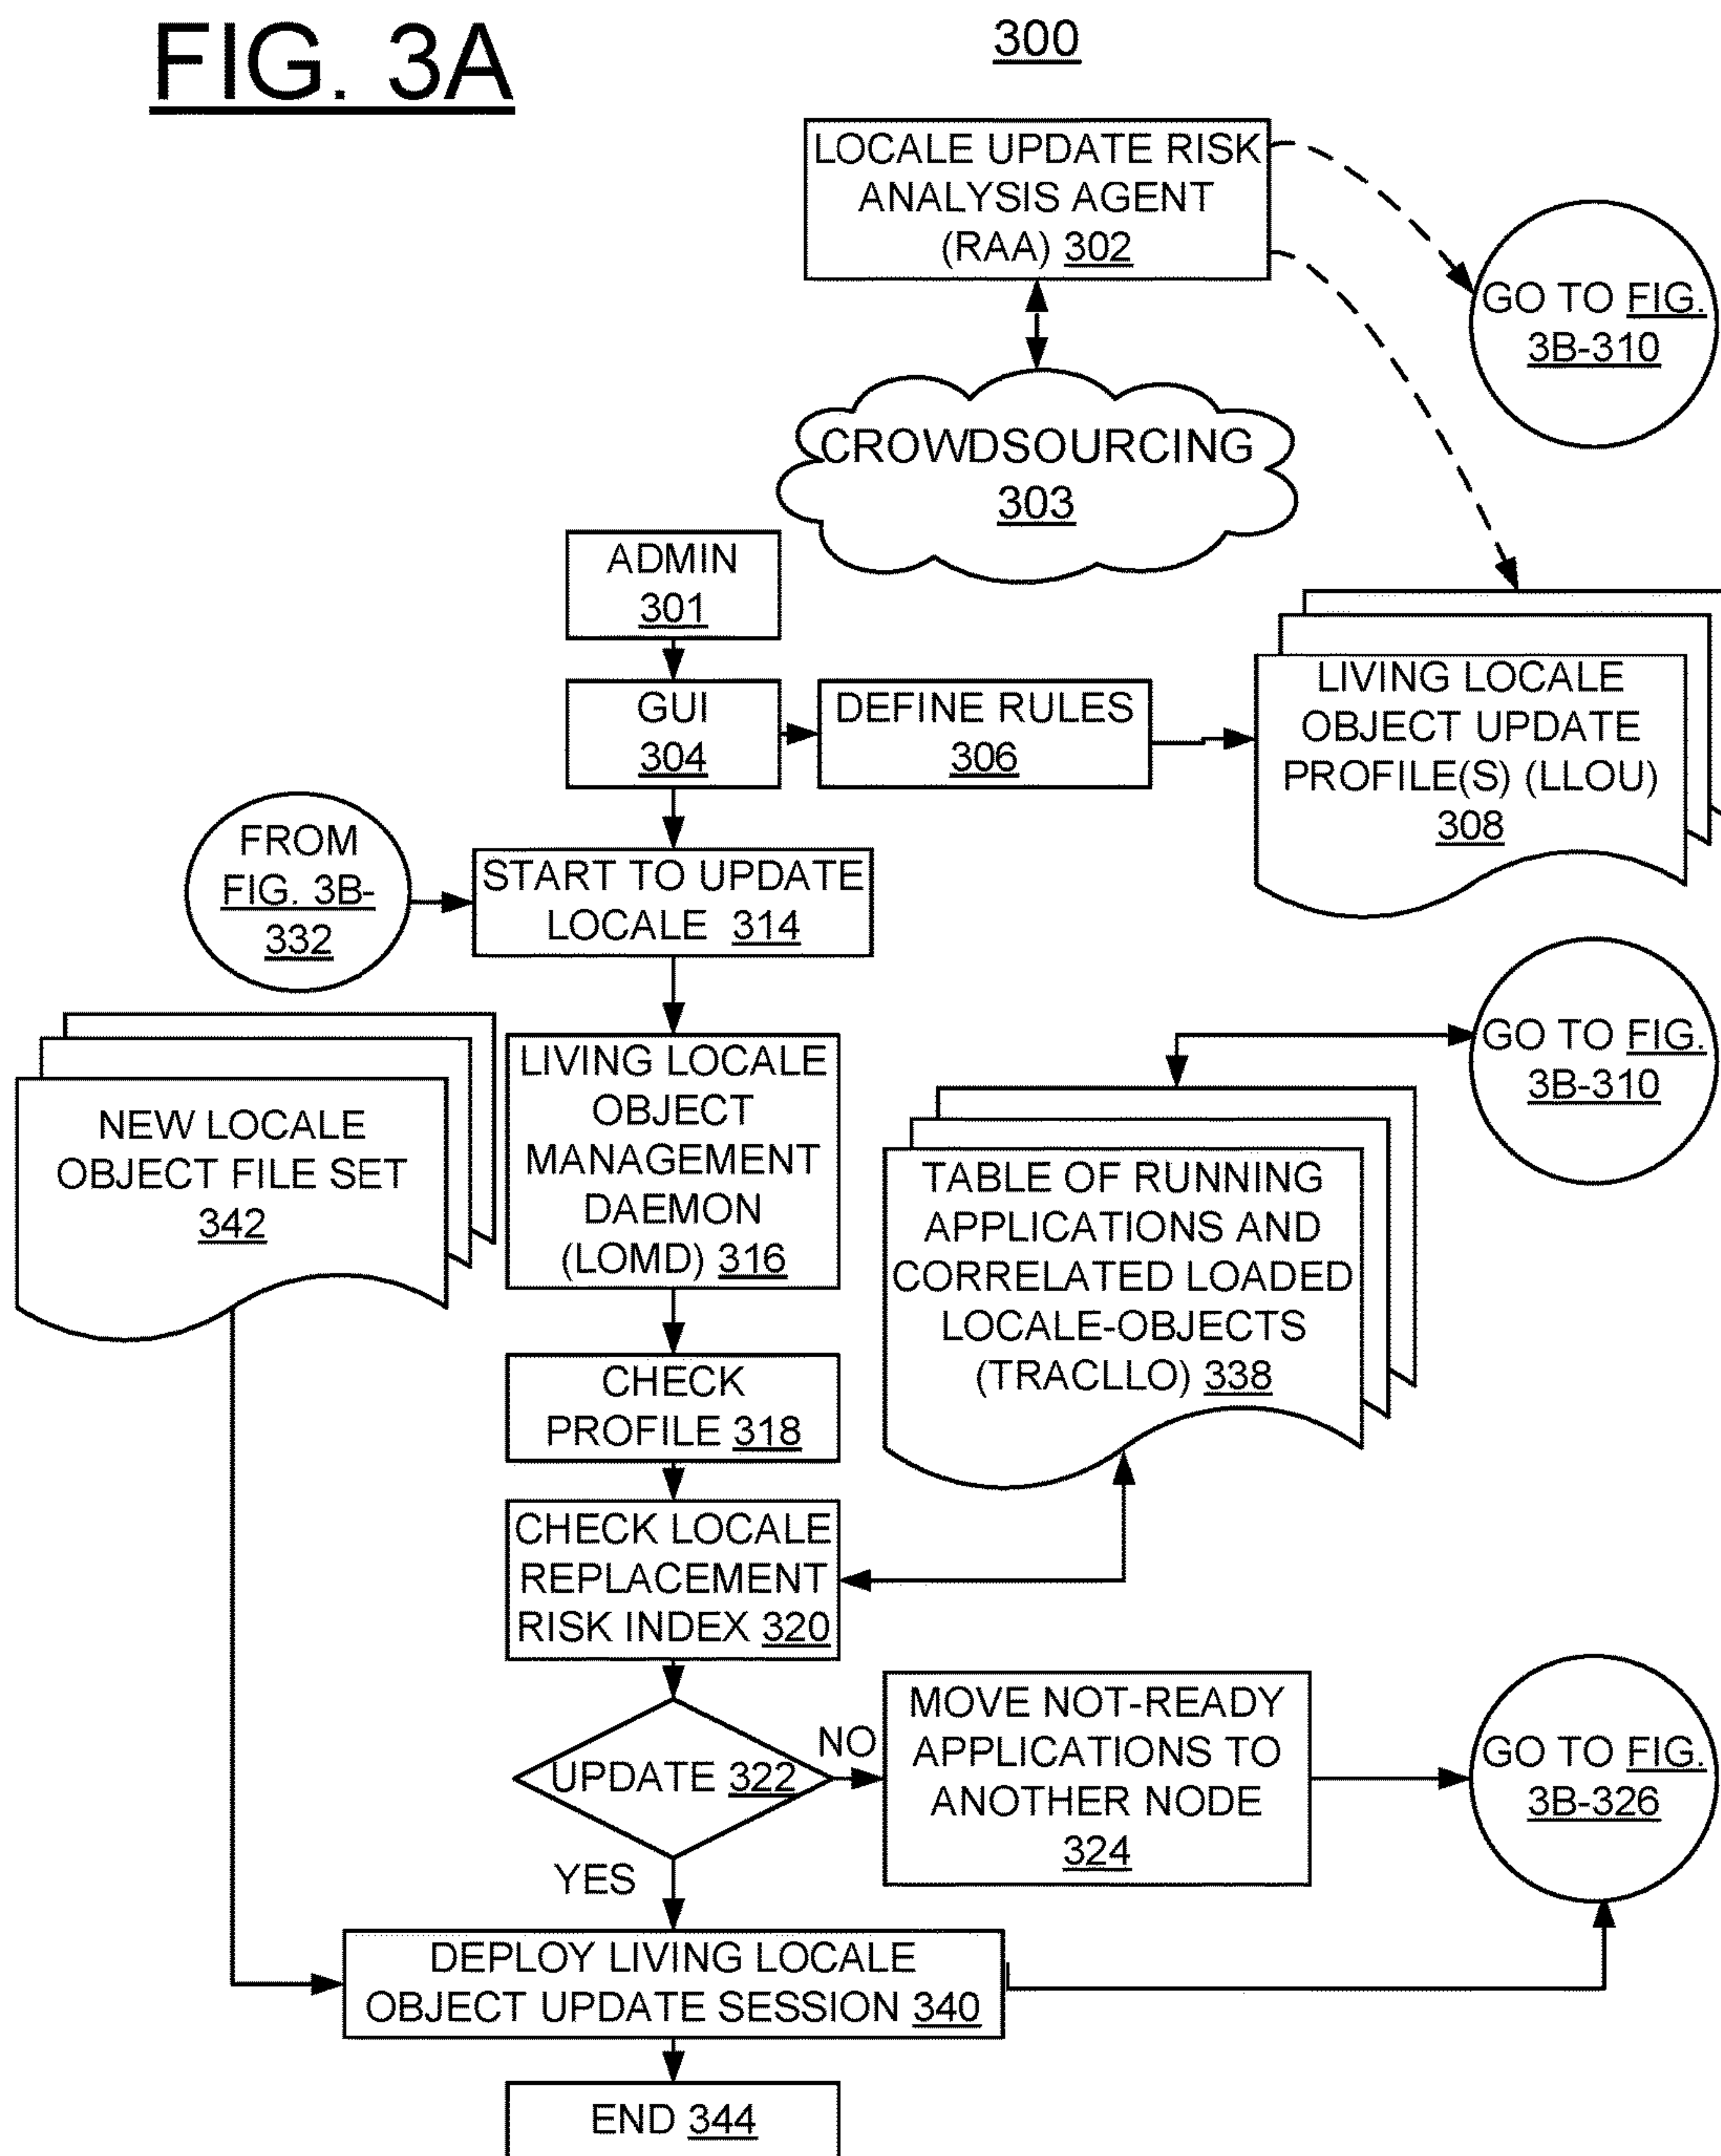 FIG. 3A
300
LOCALE UPDATE RISK
ANALYSIS AGENT
(RAA) 302
GO TO FIG.
3B-310
CROWDSOURCING
303
ADMIN
301
GUI
304
DEFINE RULES
306
LIVING LOCALE
OBJECT UPDATE
PROFILE(S) (LLOU)
308
FROM
FIG. 3B-
332
START TO UPDATE
LOCALE 314
NEW LOCALE
OBJECT FILE SET
342
LIVING LOCALE
OBJECT
MANAGEMENT
DAEMON
(LOMD) 316
GO TO FIG.
3B-310
TABLE OF RUNNING
APPLICATIONS AND
CORRELATED LOADED
LOCALE-OBJECTS
(TRACLLO) 338
CHECK
PROFILE 318
CHECK LOCALE
REPLACEMENT
RISK INDEX 320
UPDATE 322
NO
MOVE NOT-READY
APPLICATIONS TO
ANOTHER NODE
324
GO TO FIG.
3B-326
YES
DEPLOY LIVING LOCALE
OBJECT UPDATE SESSION 340
END 344